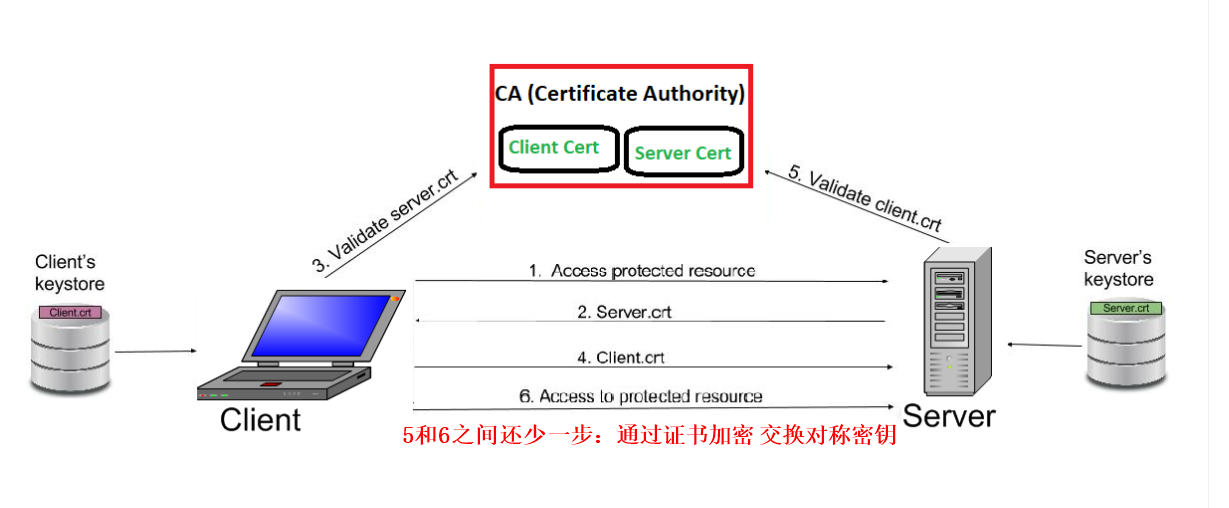 CA (Certificate Authority)
Client Cert
Server Cert
3. Validate server.crt
5. Validate client.crt
Client's
keystore
Client.crt
1. Access protected resource
2. Server.crt
4. Client.crt
6. Access to protected resource
Client
Server
Server's
keystore
Server.crt
5和6之间还少一步：通过证书加密 交换对称密钥